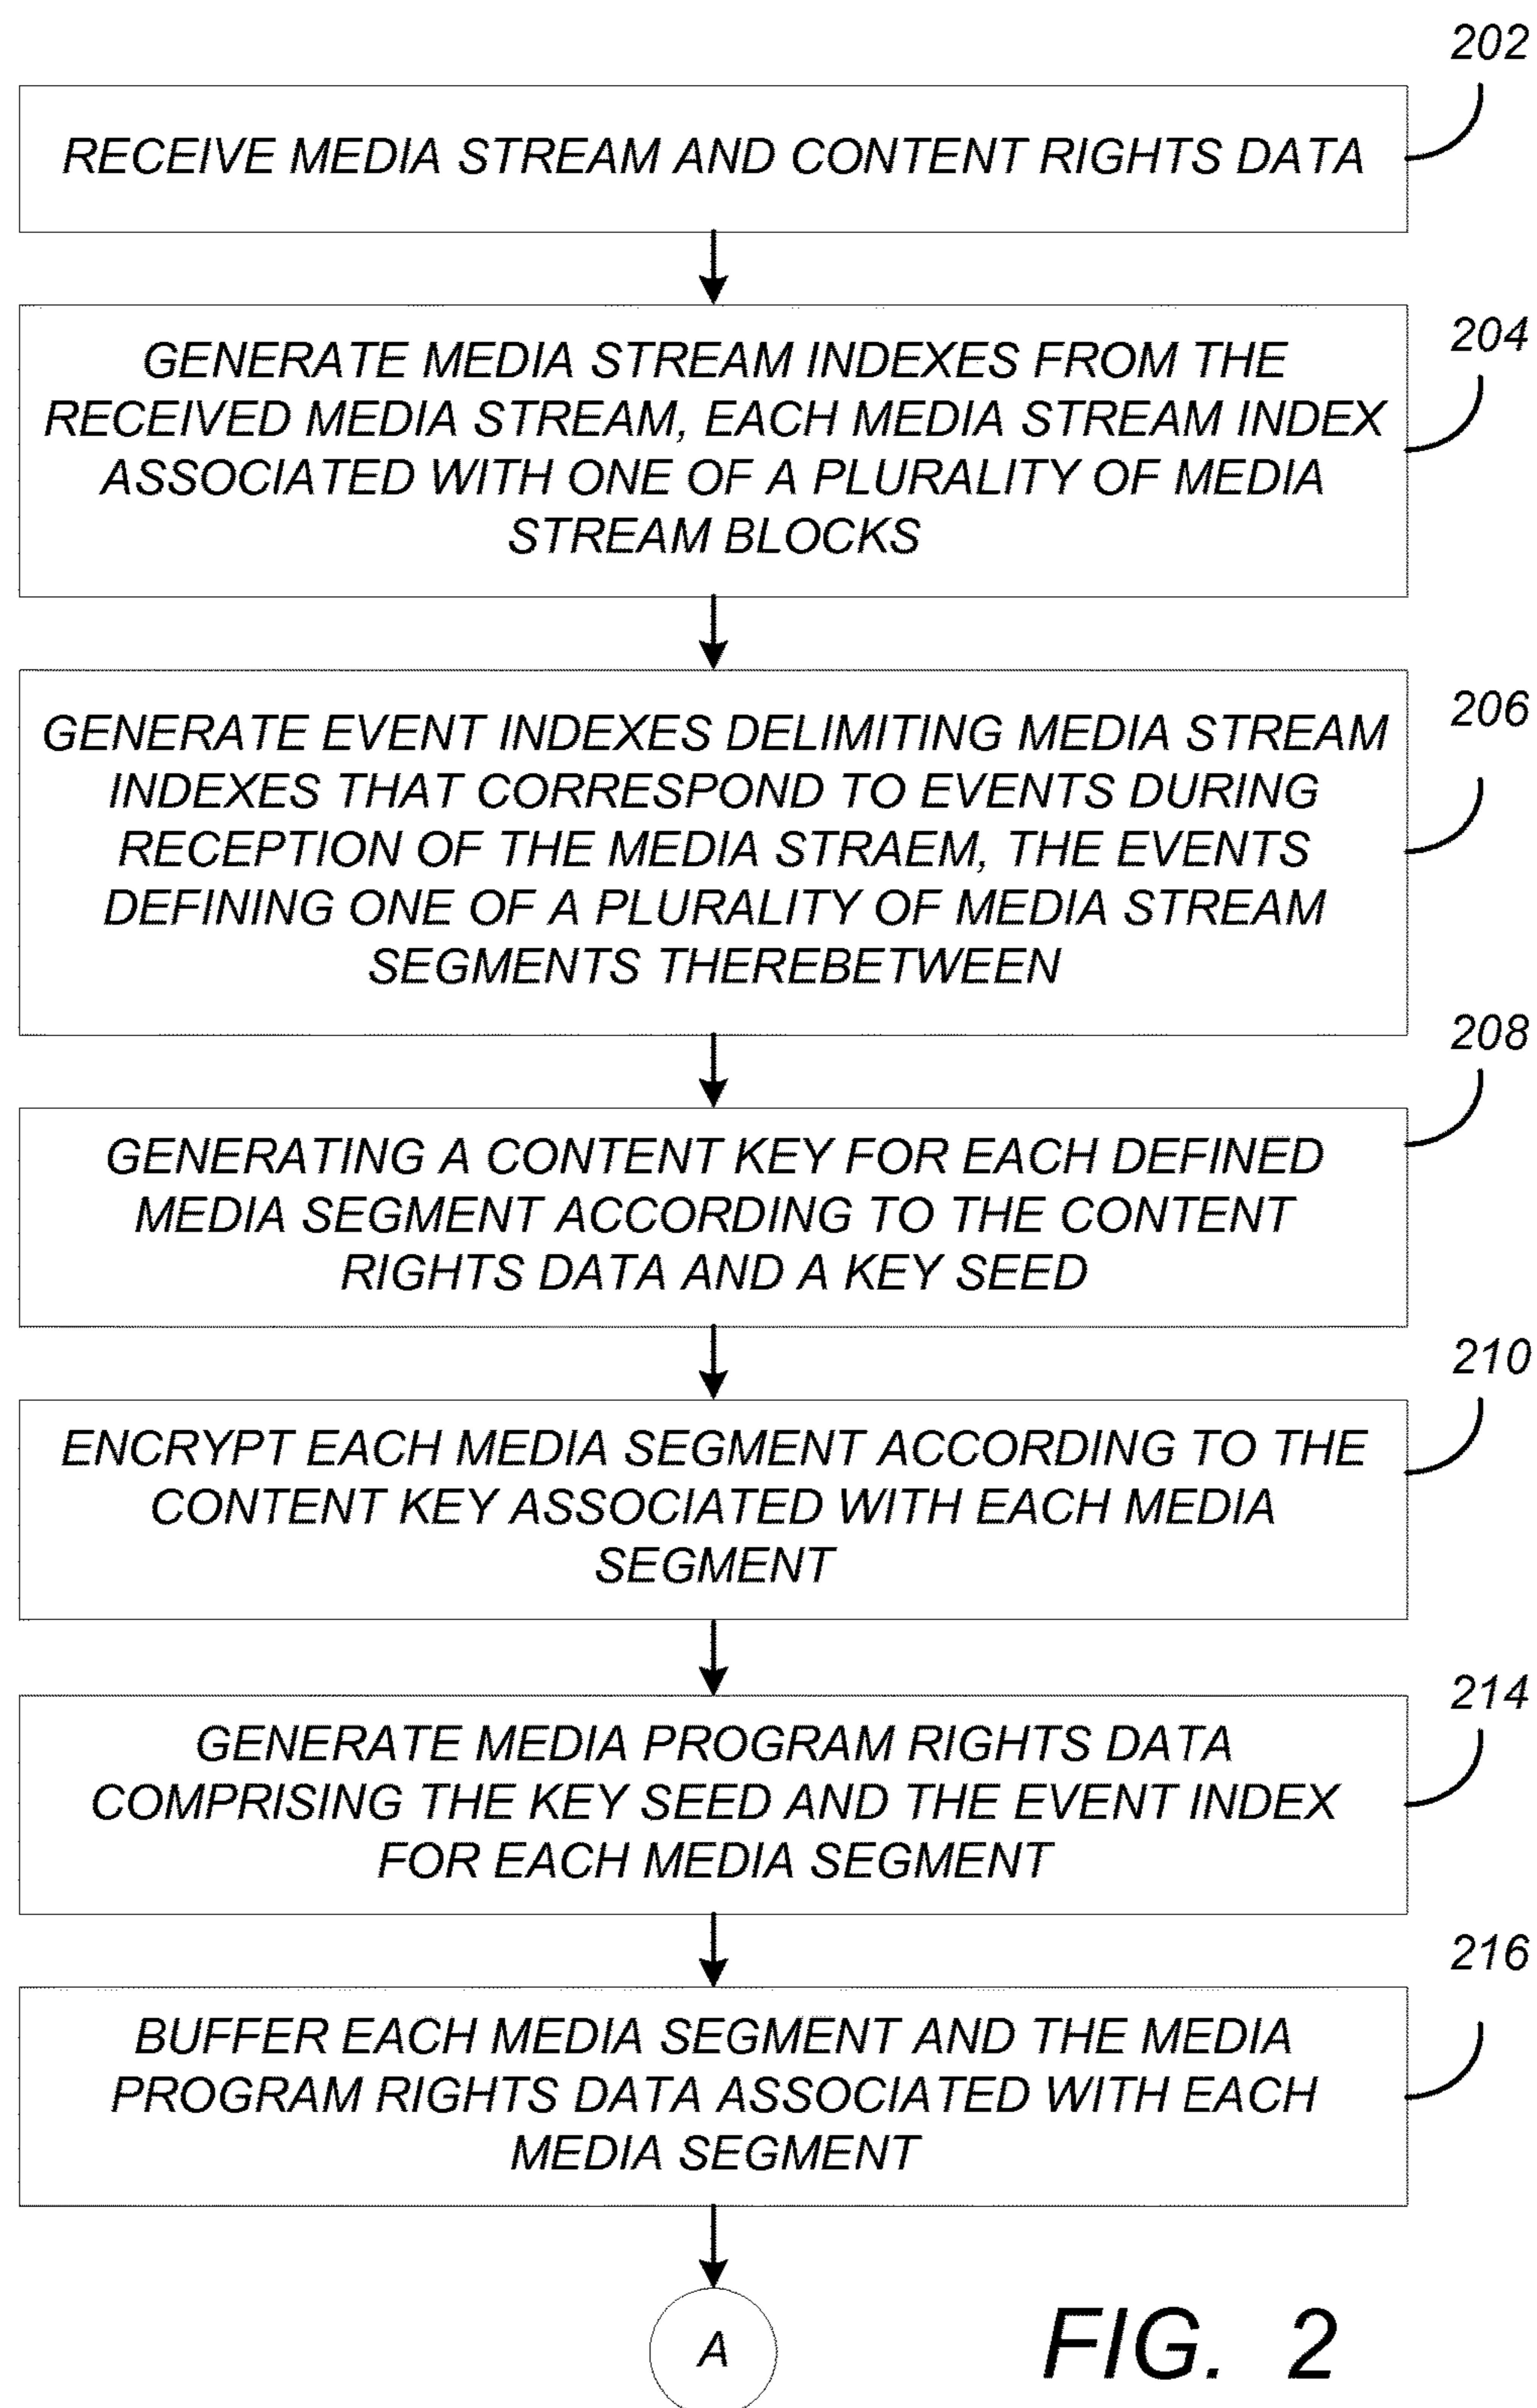 202
RECEIVE MEDIA STREAM AND CONTENT RIGHTS DATA
204
GENERATE MEDIA STREAM INDEXES FROM THE
RECEIVED MEDIA STREAM, EACH MEDIA STREAM INDEX
ASSOCIATED WITH ONE OF A PLURALITY OF MEDIA
STREAM BLOCKS
206
GENERATE EVENT INDEXES DELIMITING MEDIA STREAM
INDEXES THAT CORRESPOND TO EVENTS DURING
RECEPTION OF THE MEDIA STRAEM, THE EVENTS
DEFINING ONE OF A PLURALITY OF MEDIA STREAM
SEGMENTS THEREBETWEEN
208
GENERATING A CONTENT KEY FOR EACH DEFINED
MEDIA SEGMENT ACCORDING TO THE CONTENT
RIGHTS DATA AND A KEY SEED
210
ENCRYPT EACH MEDIA SEGMENT ACCORDING TO THE
CONTENT KEY ASSOCIATED WITH EACH MEDIA
SEGMENT
214
GENERATE MEDIA PROGRAM RIGHTS DATA
COMPRISING THE KEY SEED AND THE EVENT INDEX
FOR EACH MEDIA SEGMENT
216
BUFFER EACH MEDIA SEGMENT AND THE MEDIA
PROGRAM RIGHTS DATA ASSOCIATED WITH EACH
MEDIA SEGMENT
A
FIG. 2